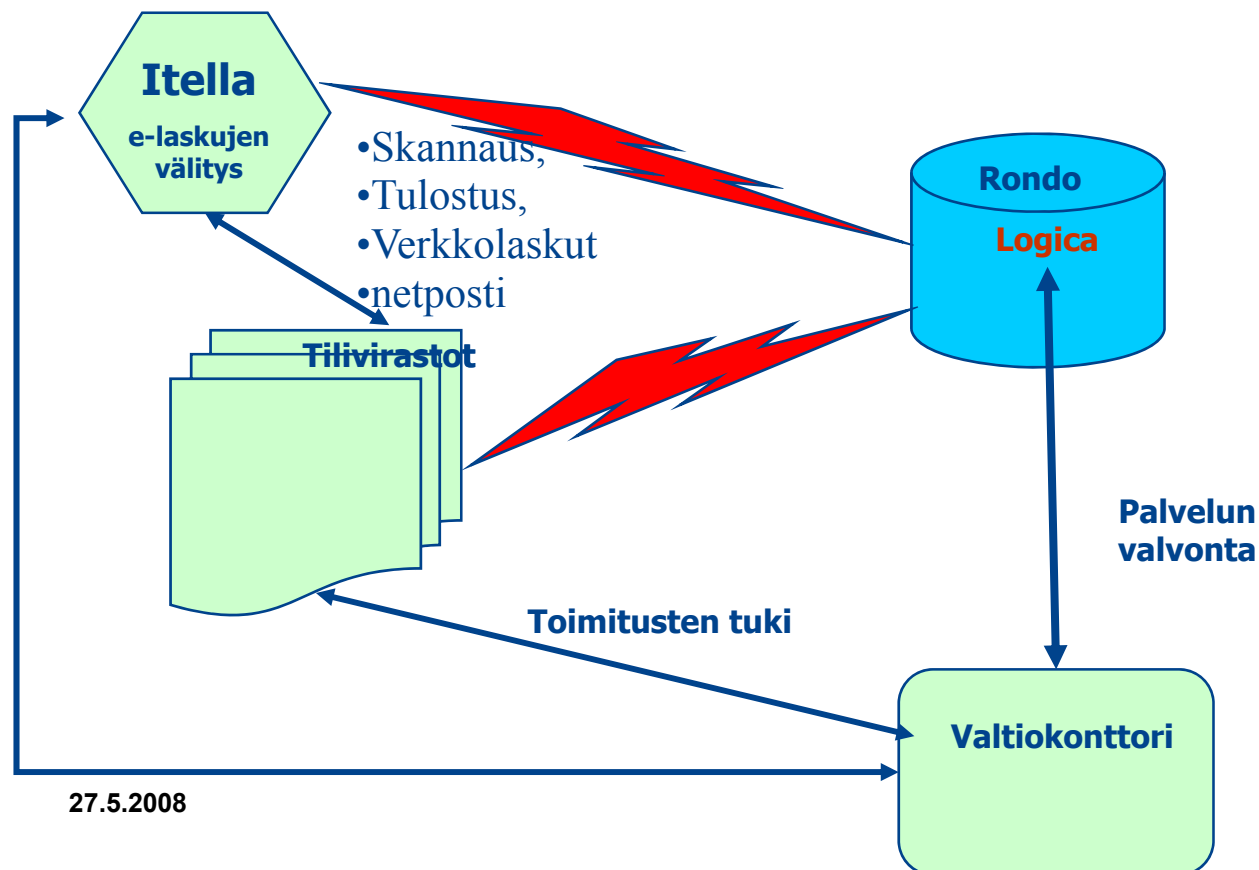 Itella
e-laskujen
välitys
•Skannaus,
•Tulostus,
•Verkkolaskut
•netposti
Rondo
Logica
Tilivirastot
Palvelun
valvonta
Toimitusten tuki
Valtiokonttori
27.5.2008